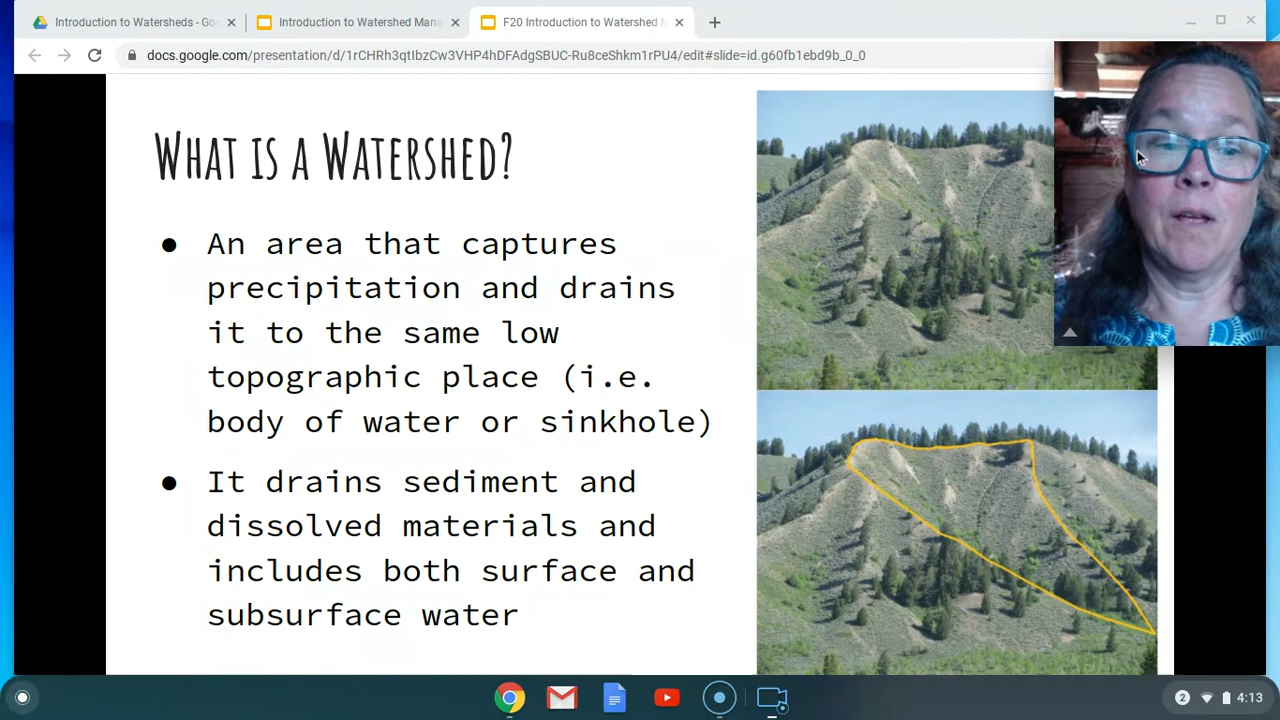 Introduction to Watersheds - Goo
Introduction to Watershed Mana
F20 Introduction to Watershed M
docs.google.com/presentation/d/1rCHRh3qtIbzCw3VHP4hDFAdgSBUC-Ru8ceShkm1rPU4/edit#slide=id.g60fb1ebd9b_0_0
What is a Watershed?
● An area that captures
precipitation and drains
it to the same low
topographic place (i.e.
body of water or sinkhole)
● It drains sediment and
dissolved materials and
includes both surface and
subsurface water
2
4:13